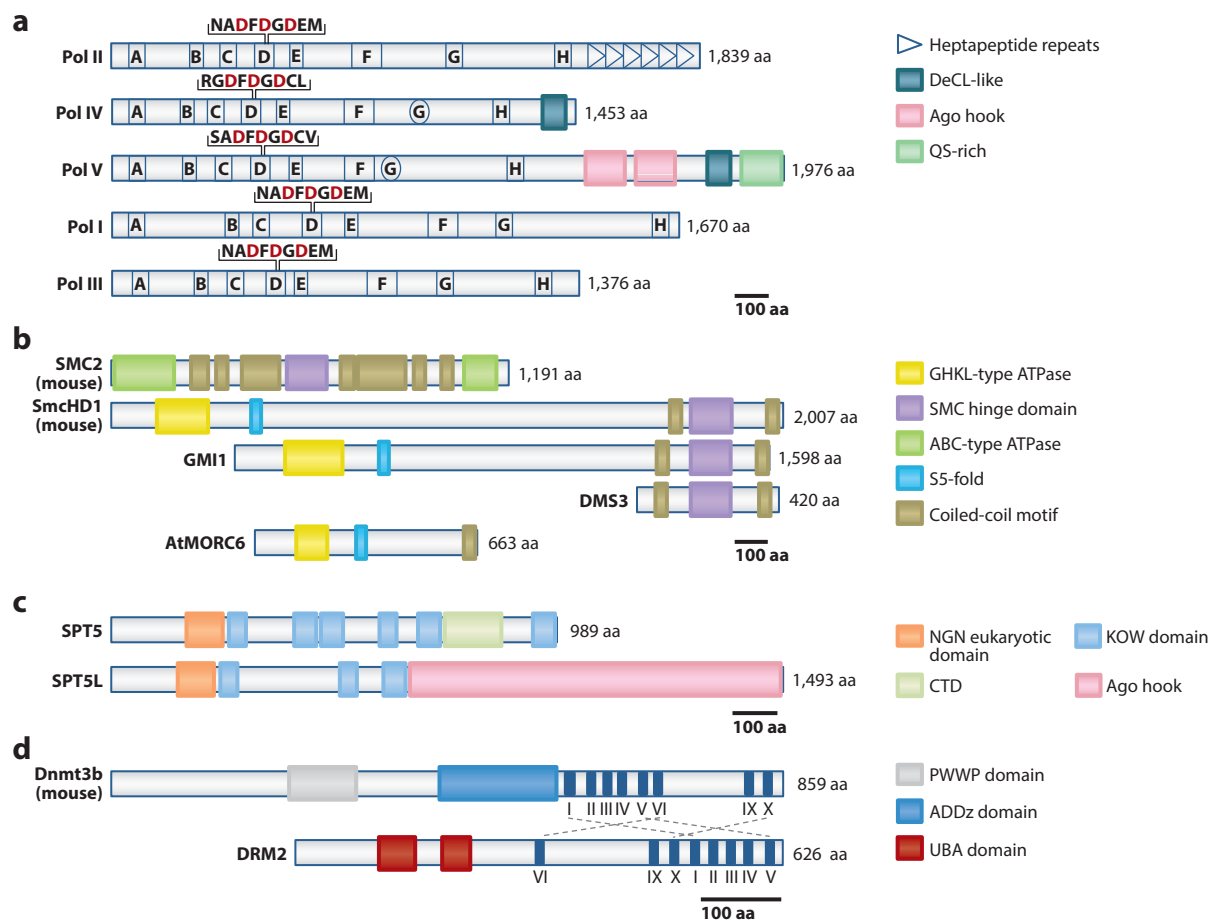 a
NADFDGDEM
Pol II A B C D E F G H 1,839 aa
RGDFDGDCL
Pol IV A B C D E F G H 1,453 aa
SADFDGDCV
Pol V A B C D E F G H 1,976 aa
NADFDGDEM
Pol I A B C D E F G H 1,670 aa
NADFDGDEM
Pol III A B C D E F G H 1,376 aa
100 aa
Heptapeptide repeats
DeCL-like
Ago hook
QS-rich
b
SMC2
(mouse)
1,191 aa
SmcHD1
(mouse)
2,007 aa
GMI1 1,598 aa
DMS3 420 aa
AtMORC6 663 aa
100 aa
GHKL-type ATPase
SMC hinge domain
ABC-type ATPase
S5-fold
Coiled-coil motif
c
SPT5 989 aa
SPT5L 1,493 aa
100 aa
NGN eukaryotic
domain
CTD
KOW domain
Ago hook
d
Dnmt3b
(mouse)
859 aa
I II III IV V VI IX X
DRM2 626 aa
VI IX X I II III IV V
100 aa
PWWP domain
ADDz domain
UBA domain